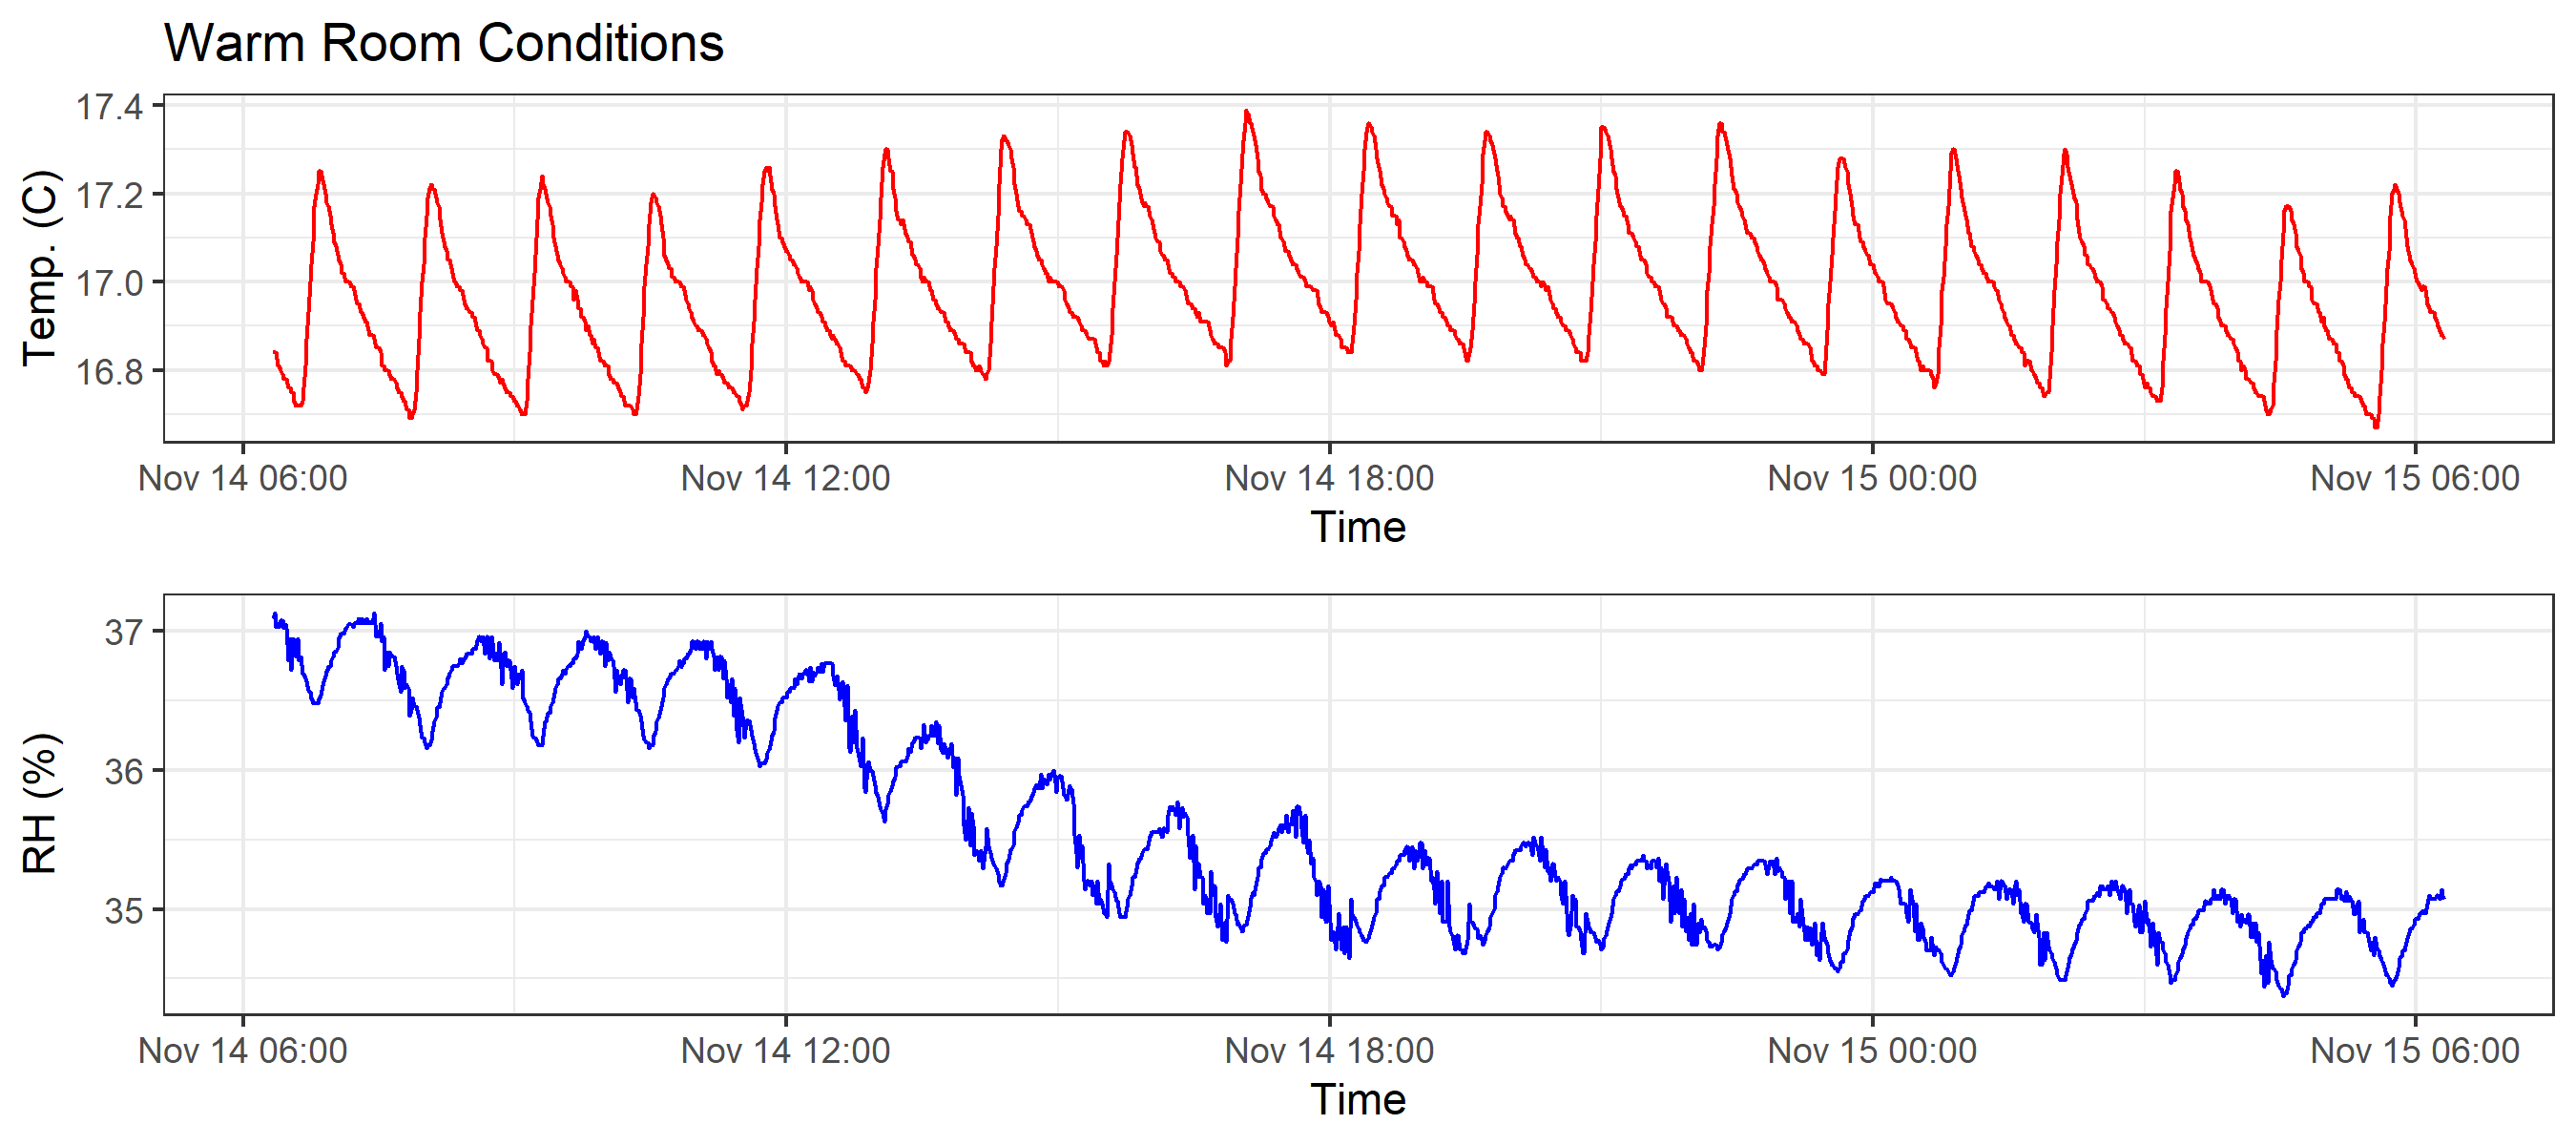 Warm Room Conditions
Temp. (C)
17.4
17.2
17.0
16.8
Nov 14 06:00 Nov 14 12:00 Nov 14 18:00 Nov 15 00:00 Nov 15 06:00
Time
RH (%)
37
36
35
Nov 14 06:00 Nov 14 12:00 Nov 14 18:00 Nov 15 00:00 Nov 15 06:00
Time